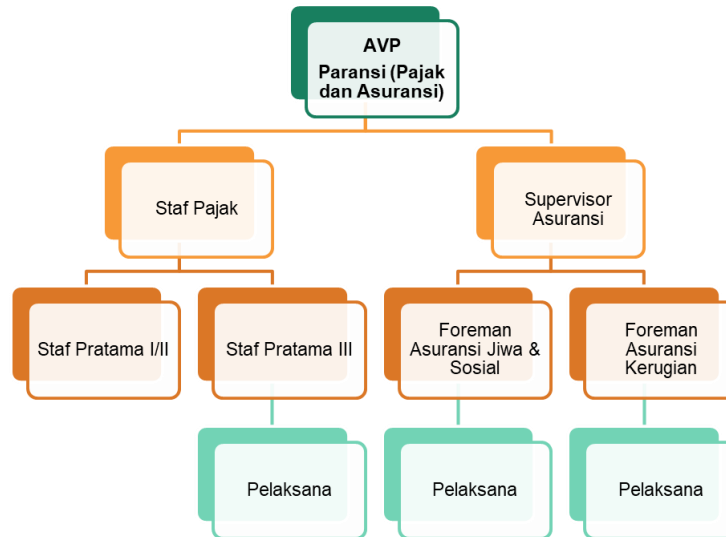 AVP
Paransi (Pajak
dan Asuransi)
Staf Pajak
Supervisor
Asuransi
Staf Pratama I/II
Staf Pratama III
Foreman
Asuransi Jiwa &
Sosial
Foreman
Asuransi
Kerugian
Pelaksana
Pelaksana
Pelaksana